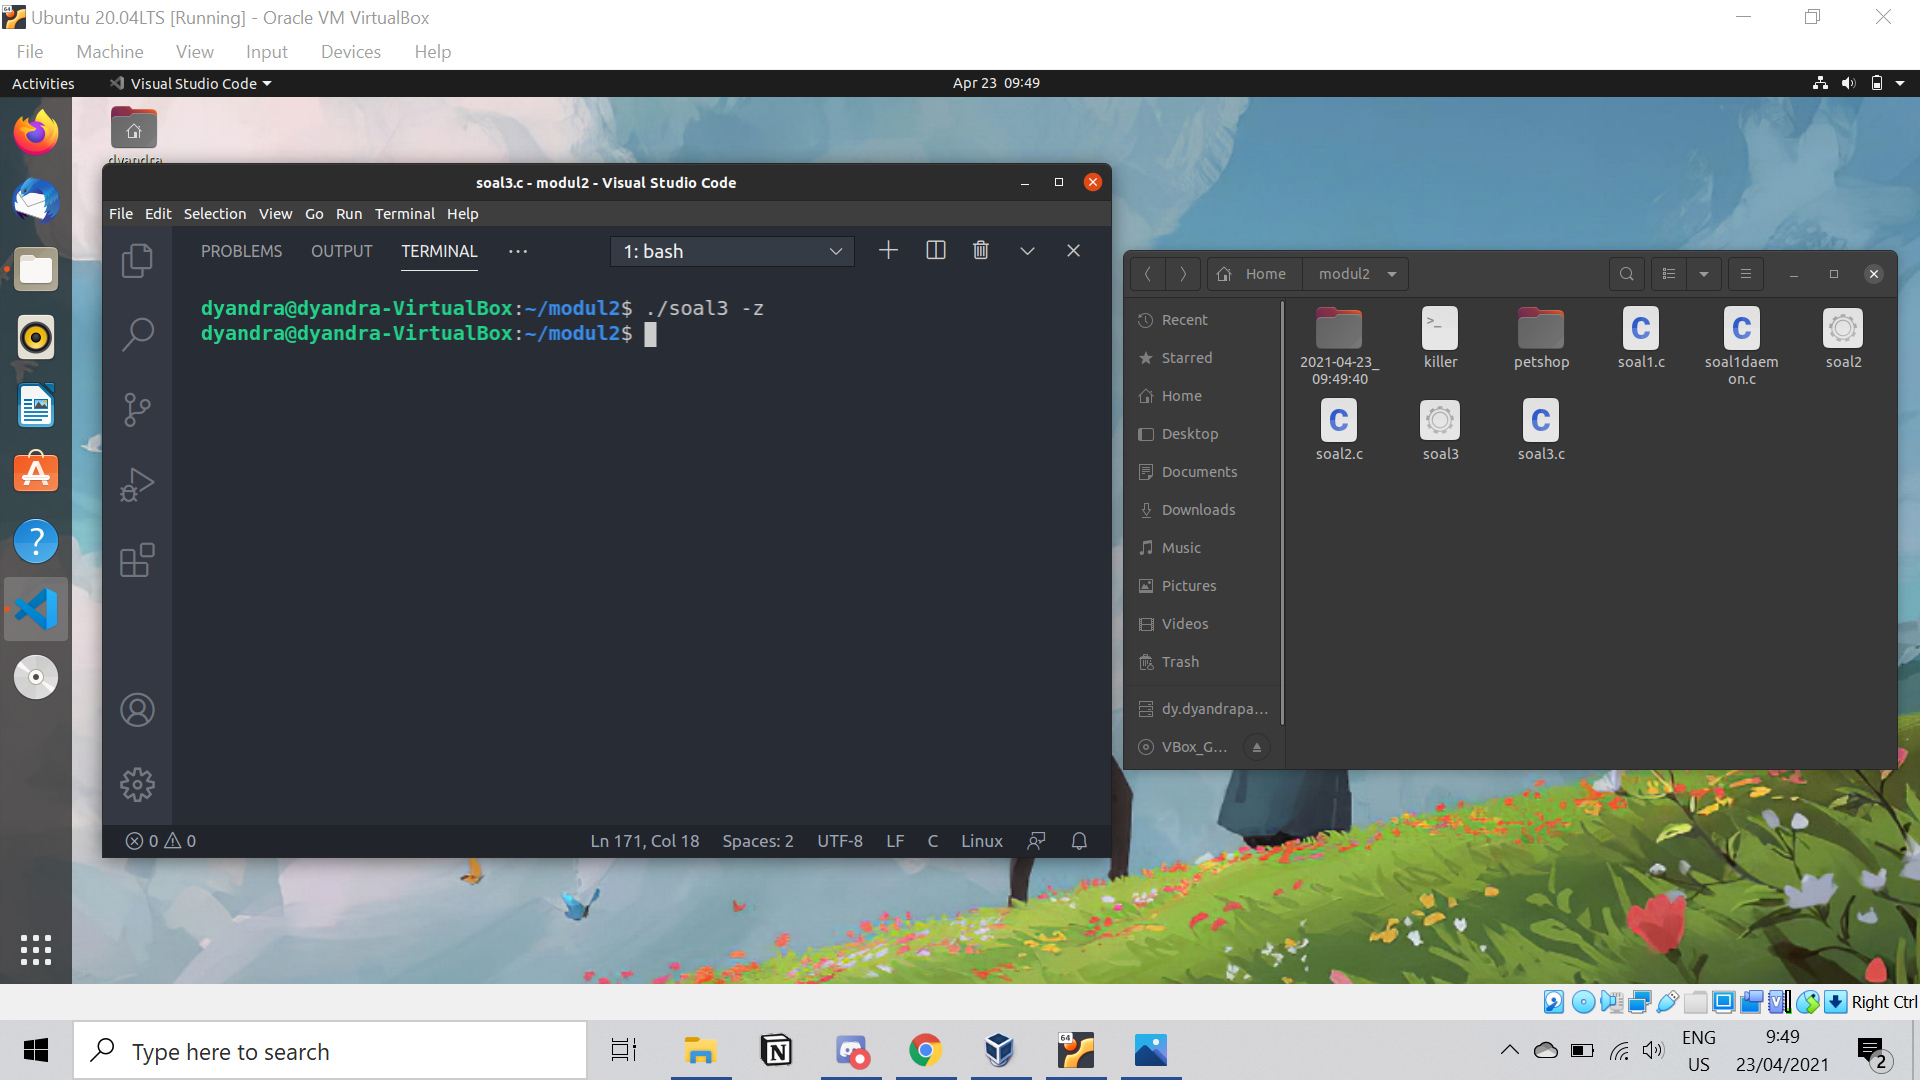 Ubuntu 20.04LTS [Running] - Oracle VM VirtualBox
File Machine View Input Devices Help
Activities Visual Studio Code Apr 23 09:49
dyandra
soal3.c - modul2 - Visual Studio Code
File Edit Selection View Go Run Terminal Help
PROBLEMS OUTPUT TERMINAL ··· 1: bash
dyandra@dyandra-VirtualBox:~/modul2$ ./soal3 -z
dyandra@dyandra-VirtualBox:~/modul2$
0 0 Ln 171, Col 18 Spaces: 2 UTF-8 LF C Linux
Home modul2
Recent
Starred
Home
Desktop
Documents
Downloads
Music
Pictures
Videos
Trash
dy.dyandrapa...
VBox_G...
2021-04-23_
09:49:40
killer
petshop
soal1.c
soal1daem
on.c
soal2
soal2.c
soal3
soal3.c
Right Ctrl
Type here to search
64
ENG
US
9:49
23/04/2021
2